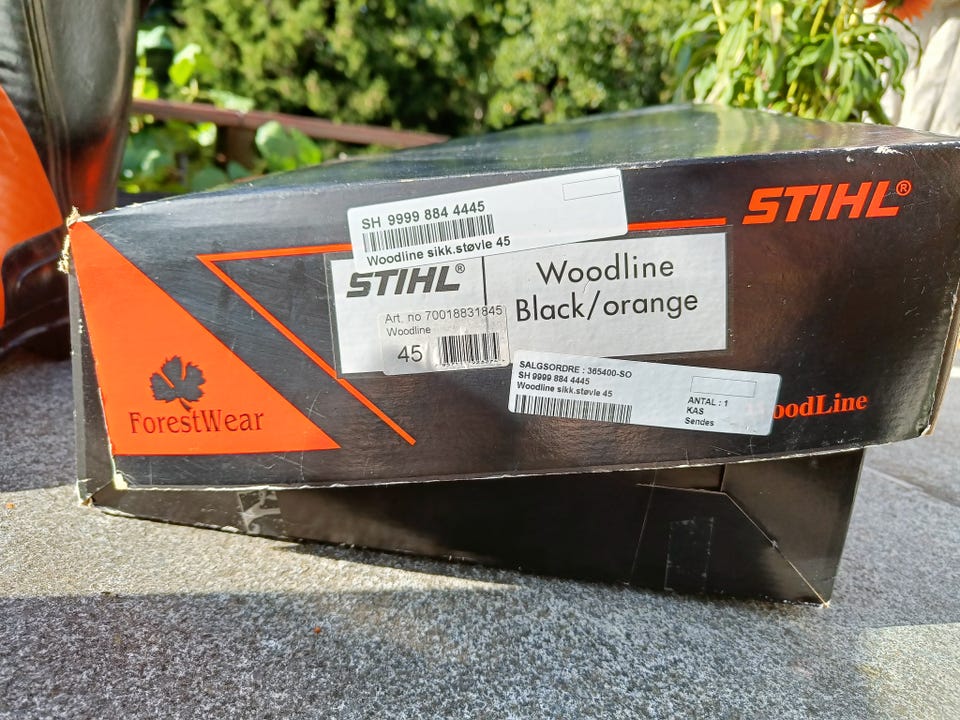 STIHL®
SH 9999 884 4445
Woodline sikk.støvle 45
STIHL®
Woodline
Black/orange
Art. no 70018831845
Woodline
45
SALGSORDRE : 365400-SO
SH 9999 884 4445
Woodline sikk.støvle 45
ANTAL : 1
KAS
Sendes
oodLine
ForestWear